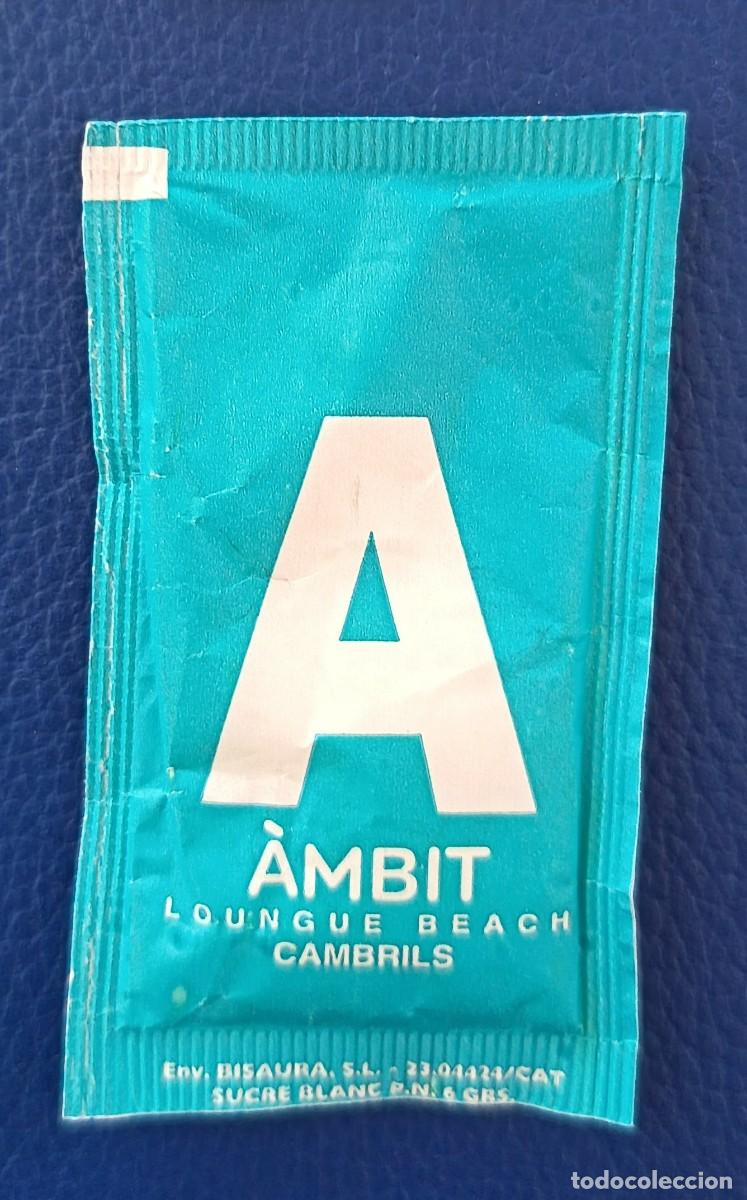 A
ÀMBIT
LOUNGUE BEACH
CAMBRILS
Env. BISAURA, S.L. - 23.04424/CAT
SUCRE BLANC P.N. 6 GRS.
todocoleccion